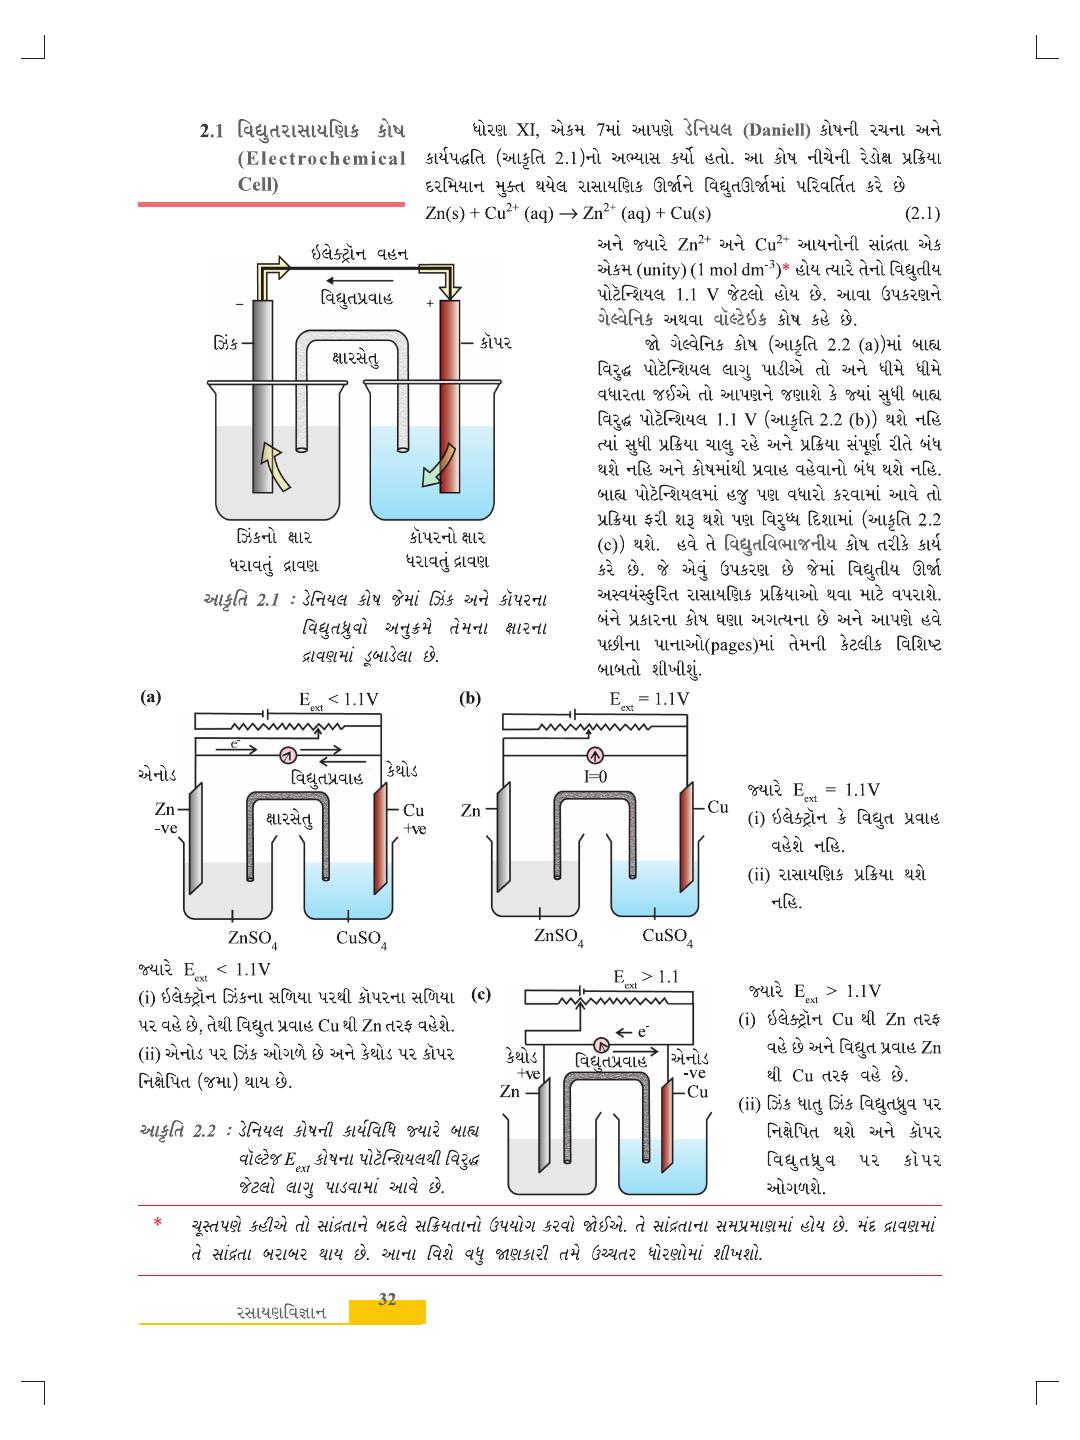 2.1 વિદ્યુતરાસાયણિક કોષ
(Electrochemical
Cell)
ધોરણ XI, એકમ 7માં આપણે ડેનિયલ (Daniell) કોષની રચના અને
કાર્યપદ્ધતિ (આકૃતિ 2.1)નો અભ્યાસ કર્યો હતો. આ કોષ નીચેની રેડોક્ષ પ્રક્રિયા
દરમિયાન મુક્ત થયેલ રાસાયણિક ઊર્જાને વિદ્યુતઊર્જામાં પરિવર્તિત કરે છે
Zn(s) + Cu²⁺ (aq) → Zn²⁺ (aq) + Cu(s) (2.1)
અને જ્યારે Zn²⁺ અને Cu²⁺ આયનોની સાંદ્રતા એક
એકમ (unity) (1 mol dm⁻³)* હોય ત્યારે તેનો વિદ્યુતીય
પોટેન્શિયલ 1.1 V જેટલો હોય છે. આવા ઉપકરણને
ગેલ્વેનિક અથવા વૉલ્ટેઇક કોષ કહે છે.
જો ગેલ્વેનિક કોષ (આકૃતિ 2.2 (a))માં બાહ્ય
વિરુદ્ધ પોટૅન્શિયલ લાગુ પાડીએ તો અને ધીમે ધીમે
વધારતા જઈએ તો આપણને જણાશે કે જ્યાં સુધી બાહ્ય
વિરુદ્ધ પોટેન્શિયલ 1.1 V (આકૃતિ 2.2 (b)) થશે નહિ
ત્યાં સુધી પ્રક્રિયા ચાલુ રહે અને પ્રક્રિયા સંપૂર્ણ રીતે બંધ
થશે નહિ અને કોષમાંથી પ્રવાહ વહેવાનો બંધ થશે નહિ.
બાહ્ય પોટૅન્શિયલમાં હજુ પણ વધારો કરવામાં આવે તો
પ્રક્રિયા ફરી શરૂ થશે પણ વિરુધ્ધ દિશામાં (આકૃતિ 2.2
(c)) થશે. હવે તે વિદ્યુતવિભાજનીય કોષ તરીકે કાર્ય
કરે છે. જે એવું ઉપકરણ છે જેમાં વિદ્યુતીય ઊર્જા
અસ્વયંસ્ફુરિત રાસાયણિક પ્રક્રિયાઓ થવા માટે વપરાશે.
બંને પ્રકારના કોષ ઘણા અગત્યના છે અને આપણે હવે
પછીના પાનાઓ(pages)માં તેમની કેટલીક વિશિષ્ટ
બાબતો શીખીશું.
ઇલેક્ટ્રૉન વહન
વિદ્યુતપ્રવાહ
– +
ઝિંક
ક્ષારસેતુ
કૉપર
ઝિંકનો ક્ષાર
ધરાવતું દ્રાવણ
કૉપરનો ક્ષાર
ધરાવતું દ્રાવણ
આકૃતિ 2.1 : ડેનિયલ કોષ જેમાં ઝિંક અને કૉપરના
વિદ્યુતધ્રુવો અનુક્રમે તેમના ક્ષારના
દ્રાવણમાં ડૂબાડેલા છે.
(a)
E_ext < 1.1V
e⁻
એનોડ
વિદ્યુતપ્રવાહ
કેથોડ
Zn
-ve
ક્ષારસેતુ
Cu
+ve
ZnSO₄
CuSO₄
(b)
E_ext = 1.1V
I=0
Zn
Cu
ZnSO₄
CuSO₄
જ્યારે E_ext = 1.1V
(i) ઇલેક્ટ્રૉન કે વિદ્યુત પ્રવાહ
વહેશે નહિ.
(ii) રાસાયણિક પ્રક્રિયા થશે
નહિ.
જ્યારે E_ext < 1.1V
(i) ઇલેક્ટ્રૉન ઝિંકના સળિયા પરથી કૉપરના સળિયા
પર વહે છે, તેથી વિદ્યુત પ્રવાહ Cu થી Zn તરફ વહેશે.
(ii) એનોડ પર ઝિંક ઓગળે છે અને કેથોડ પર કૉપર
નિક્ષેપિત (જમા) થાય છે.
(c)
E_ext > 1.1
e⁻
કેથોડ
+ve
વિદ્યુતપ્રવાહ
એનોડ
-ve
Zn
Cu
જ્યારે E_ext > 1.1V
(i) ઇલેક્ટ્રૉન Cu થી Zn તરફ
વહે છે અને વિદ્યુત પ્રવાહ Zn
થી Cu તરફ વહે છે.
(ii) ઝિંક ધાતુ ઝિંક વિદ્યુતધ્રુવ પર
નિક્ષેપિત થશે અને કૉપર
વિદ્યુતધ્રુવ પર કૉપર
ઓગળશે.
આકૃતિ 2.2 : ડેનિયલ કોષની કાર્યવિધિ જ્યારે બાહ્ય
વૉલ્ટેજ E_ext કોષના પોટેન્શિયલથી વિરુદ્ધ
જેટલો લાગુ પાડવામાં આવે છે.
* ચૂસ્તપણે કહીએ તો સાંદ્રતાને બદલે સક્રિયતાનો ઉપયોગ કરવો જોઈએ. તે સાંદ્રતાના સમપ્રમાણમાં હોય છે. મંદ દ્રાવણમાં
તે સાંદ્રતા બરાબર થાય છે. આના વિશે વધુ જાણકારી તમે ઉચ્ચતર ધોરણોમાં શીખશો.
32
રસાયણવિજ્ઞાન